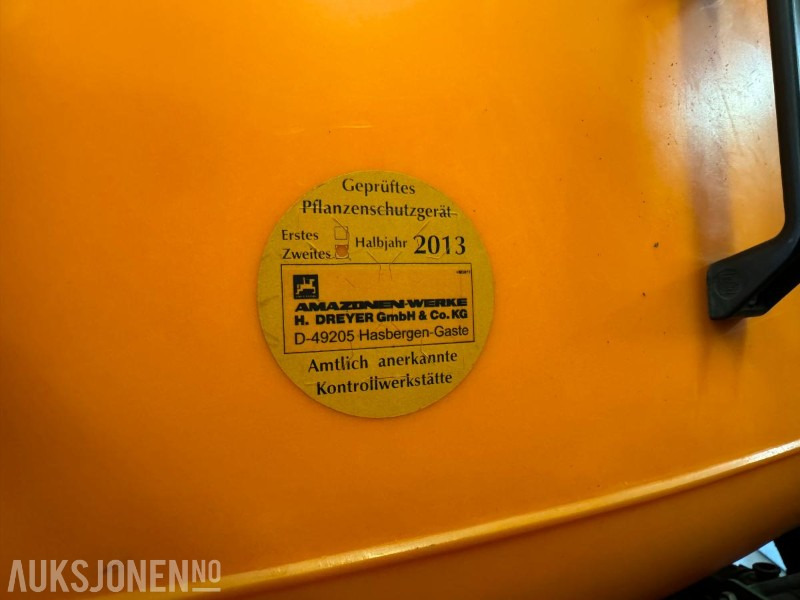 Geprüftes
Pflanzenschutzgerät
Erstes
Zweites
Halbjahr 2013
AMAZONEN-WERKE
H. DREYER GmbH & Co. KG
D-49205 Hasbergen-Gaste
Amtlich anerkannte
Kontrollwerkstätte
AUKSJONEN.NO